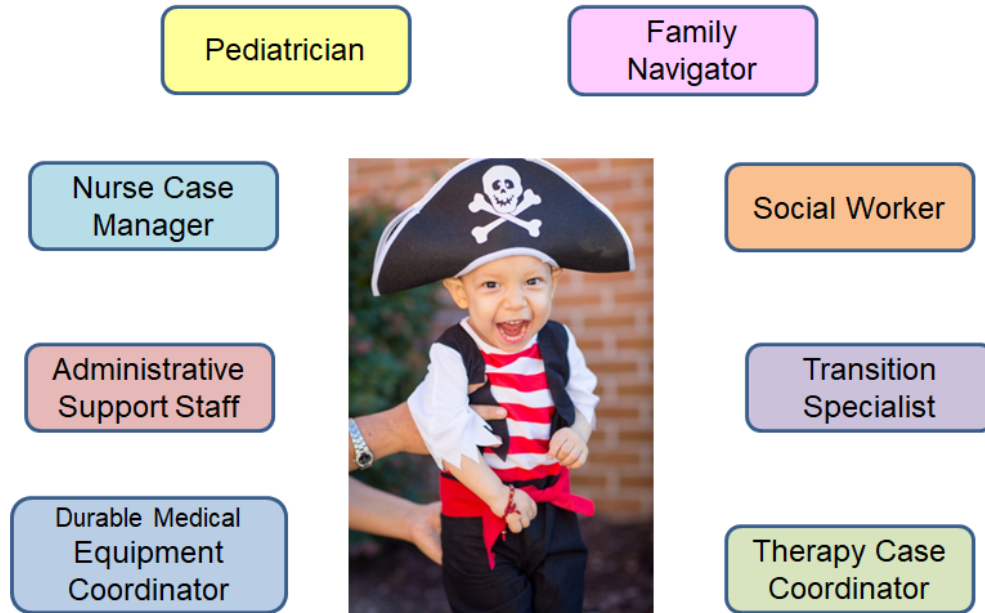 Pediatrician
Family
Navigator
Nurse Case
Manager
Social Worker
Administrative
Support Staff
Transition
Specialist
Durable Medical
Equipment
Coordinator
Therapy Case
Coordinator